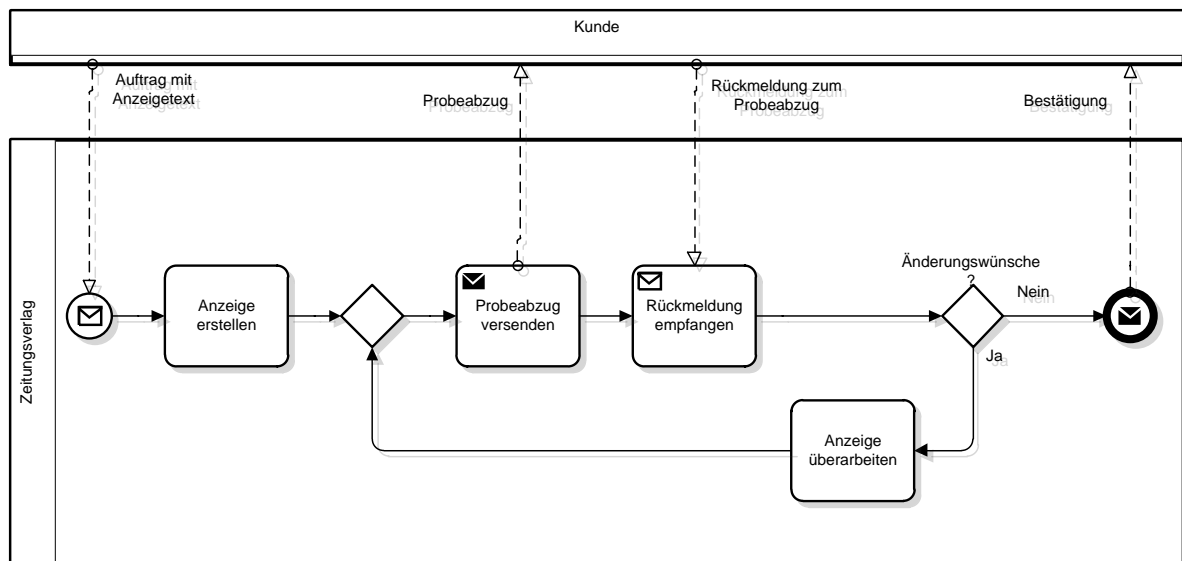 Kunde
Auftrag mit
Anzeigetext
Probeabzug
Rückmeldung zum
Probeabzug
Bestätigung
Zeitungsverlag
Anzeige
erstellen
Probeabzug
versenden
Rückmeldung
empfangen
Änderungswünsche
?
Nein
Ja
Anzeige
überarbeiten